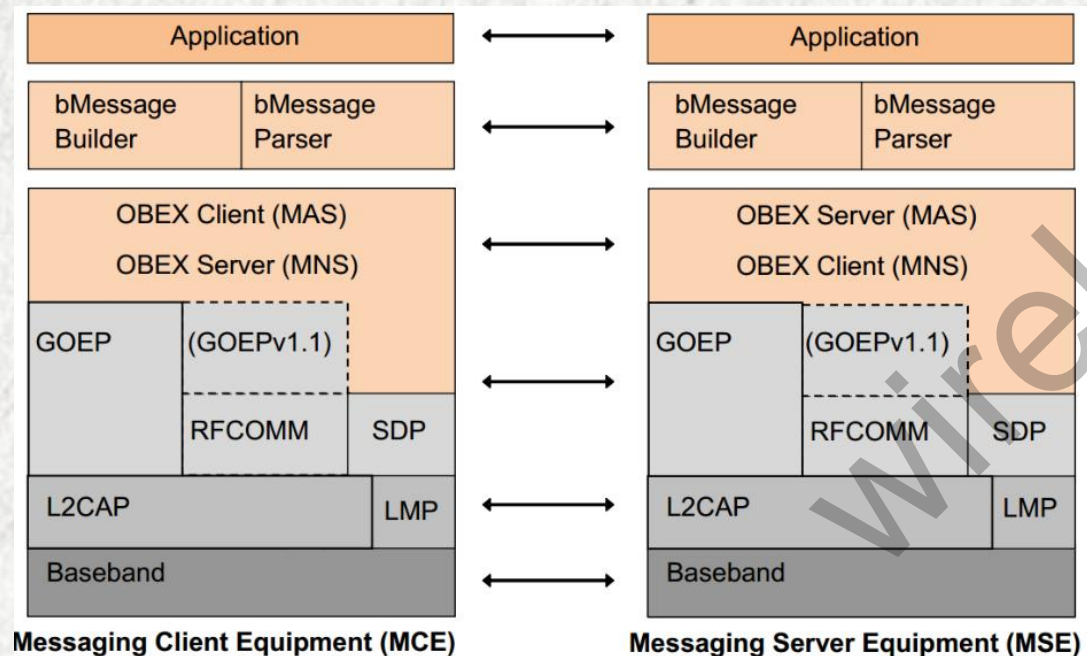 Application
bMessage Builder
bMessage Parser
OBEX Client (MAS)
OBEX Server (MNS)
GOEP
(GOEPv1.1)
RFCOMM
SDP
L2CAP
LMP
Baseband
Messaging Client Equipment (MCE)
Application
bMessage Builder
bMessage Parser
OBEX Server (MAS)
OBEX Client (MNS)
GOEP
(GOEPv1.1)
RFCOMM
SDP
L2CAP
LMP
Baseband
Messaging Server Equipment (MSE)
wirel